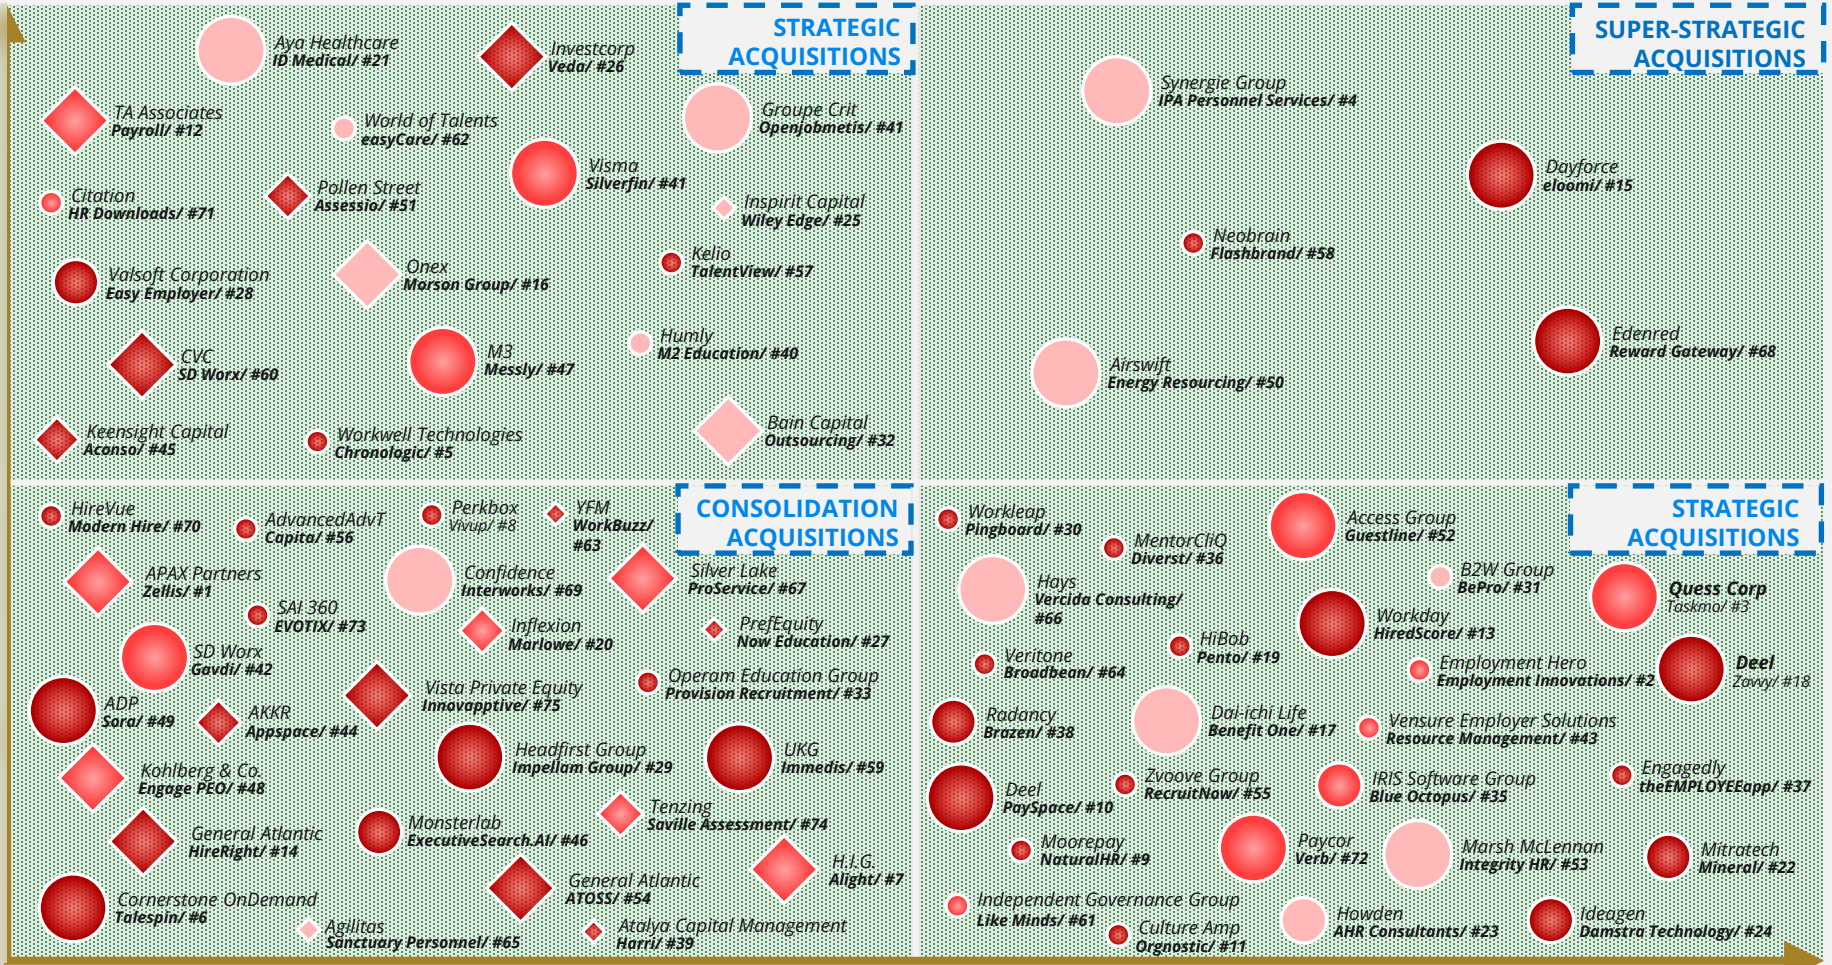 STRATEGIC
ACQUISITIONS
Aya Healthcare
ID Medical/ #21
Investcorp
Veda/ #26
TA Associates
Payroll/ #12
World of Talents
easyCare/ #62
Groupe Crit
Openjobmetis/ #41
Visma
Silverfin/ #41
Citation
HR Downloads/ #71
Pollen Street
Assessio/ #51
Inspirit Capital
Wiley Edge/ #25
Valsoft Corporation
Easy Employer/ #28
Onex
Morson Group/ #16
Kelio
TalentView/ #57
CVC
SD Worx/ #60
M3
Messly/ #47
Humly
M2 Education/ #40
Keensight Capital
Aconso/ #45
Workwell Technologies
Chronologic/ #5
Bain Capital
Outsourcing/ #32
SUPER-STRATEGIC
ACQUISITIONS
Synergie Group
IPA Personnel Services/ #4
Dayforce
eloomi/ #15
Neobrain
Flashbrand/ #58
Edenred
Reward Gateway/ #68
Airswift
Energy Resourcing/ #50
CONSOLIDATION
ACQUISITIONS
HireVue
Modern Hire/ #70
AdvancedAdvT
Capita/ #56
Perkbox
Vivup/ #8
YFM
WorkBuzz/
#63
APAX Partners
Zellis/ #1
Confidence
Interworks/ #69
Silver Lake
ProService/ #67
SAI 360
EVOTIX/ #73
Inflexion
Marlowe/ #20
PrefEquity
Now Education/ #27
SD Worx
Gavdi/ #42
Vista Private Equity
Innovapptive/ #75
Operam Education Group
Provision Recruitment/ #33
ADP
Sora/ #49
AKKR
Appspace/ #44
Headfirst Group
Impellam Group/ #29
UKG
Immedis/ #59
Kohlberg & Co.
Engage PEO/ #48
Tenzing
Saville Assessment/ #74
General Atlantic
HireRight/ #14
Monsterlab
ExecutiveSearch.AI/ #46
H.I.G.
Alight/ #7
General Atlantic
ATOSS/ #54
Cornerstone OnDemand
Talespin/ #6
Agilitas
Sanctuary Personnel/ #65
Atalya Capital Management
Harri/ #39
STRATEGIC
ACQUISITIONS
Workleap
Pingboard/ #30
MentorCliQ
Diverst/ #36
Access Group
Guestline/ #52
Hays
Vercida Consulting/
#66
B2W Group
BePro/ #31
Quess Corp
Taskmo/ #3
Workday
HiredScore/ #13
HiBob
Pento/ #19
Veritone
Broadbean/ #64
Employment Hero
Employment Innovations/ #2
Deel
Zavvy/ #18
Radancy
Brazen/ #38
Dai-ichi Life
Benefit One/ #17
Vensure Employer Solutions
Resource Management/ #43
Deel
PaySpace/ #10
Zvoove Group
RecruitNow/ #55
IRIS Software Group
Blue Octopus/ #35
Engagedly
theEMPLOYEEapp/ #37
Moorepay
NaturalHR/ #9
Paycor
Verb/ #72
Marsh McLennan
Integrity HR/ #53
Mitratech
Mineral/ #22
Independent Governance Group
Like Minds/ #61
Culture Amp
Orgnostic/ #11
Howden
AHR Consultants/ #23
Ideagen
Damstra Technology/ #24